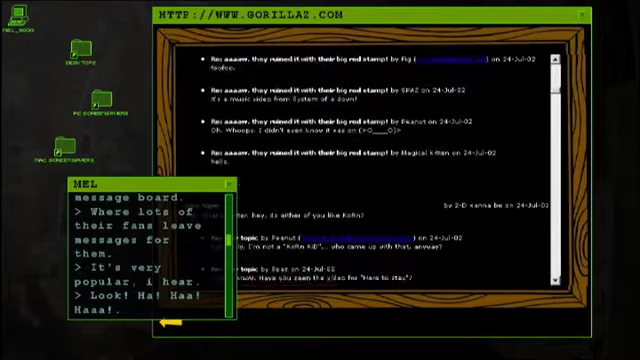 HTTP://WWW.GORILLAZ.COM
MEL_9000
DESKTOPS
PC SCREENSAVERS
MAC SCREENSAVERS
Re: aaaarr, they ruined it with their big red stamp! by Fig ( ) on 24-Jul-02
Re: aaaarr, they ruined it with their big red stamp! by SPAZ on 24-Jul-02
It's a music video from System of a down!
Re: aaaarr, they ruined it with their big red stamp! by Peanut on 24-Jul-02
Oh. Whoops. I didn't even know it was on
Re: aaaarr, they ruined it with their big red stamp! by Magical kitten on 24-Jul-02
hello.
topic by 2-D wanna be on 24-Jul-02
hey, do either of you like KoRn?
topic by Peanut ( ) on 24-Jul-02
I'm not a "KoRn KiD"... who came up with that, anyway?
topic by Spaz on 24-Jul-02
know. Have you seen the video for "Here to stay"?
MEL
message board.
> Where lots of
their fans leave
messages for
them.
> It's very
popular, i hear.
> Look! Ha! Haa!
Haaa!.